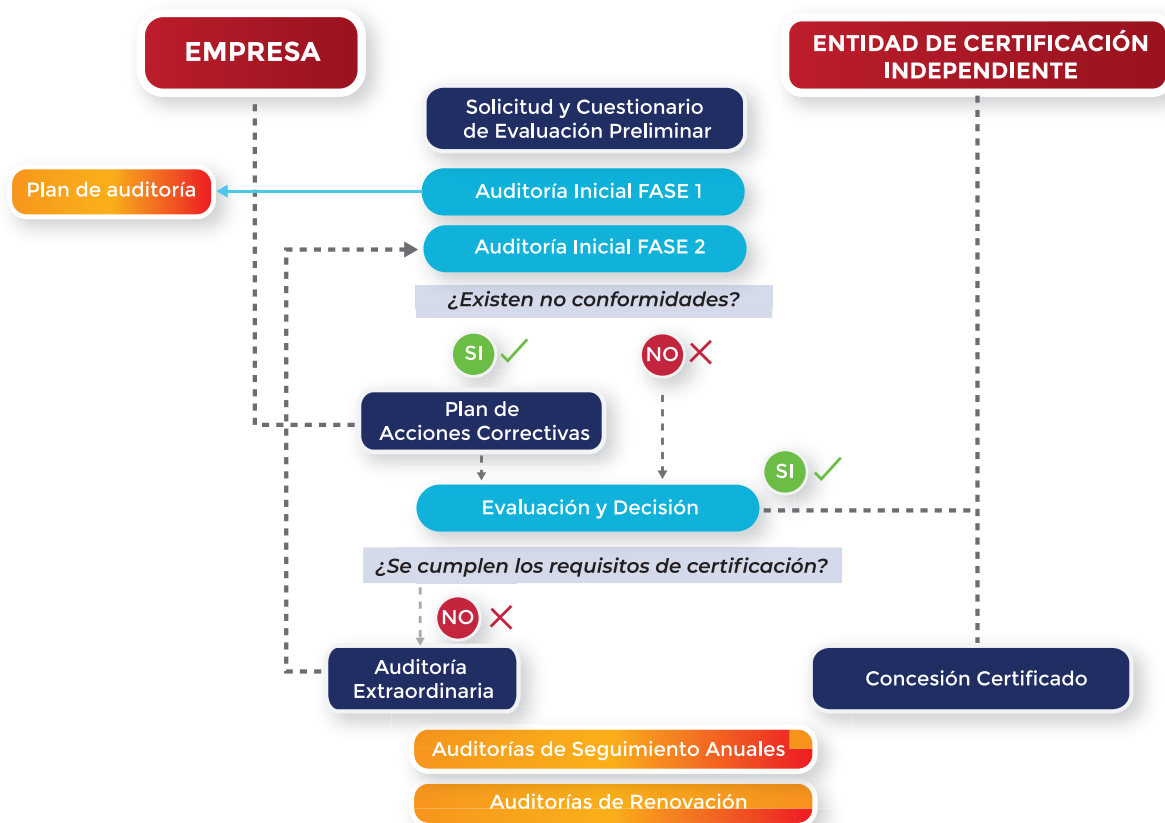 EMPRESA
ENTIDAD DE CERTIFICACIÓN
INDEPENDIENTE
Solicitud y Cuestionario
de Evaluación Preliminar
Plan de auditoría
Auditoría Inicial FASE 1
Auditoría Inicial FASE 2
¿Existen no conformidades?
SI
NO
Plan de
Acciones Correctivas
SI
Evaluación y Decisión
¿Se cumplen los requisitos de certificación?
NO
Auditoría
Extraordinaria
Concesión Certificado
Auditorías de Seguimiento Anuales
Auditorías de Renovación